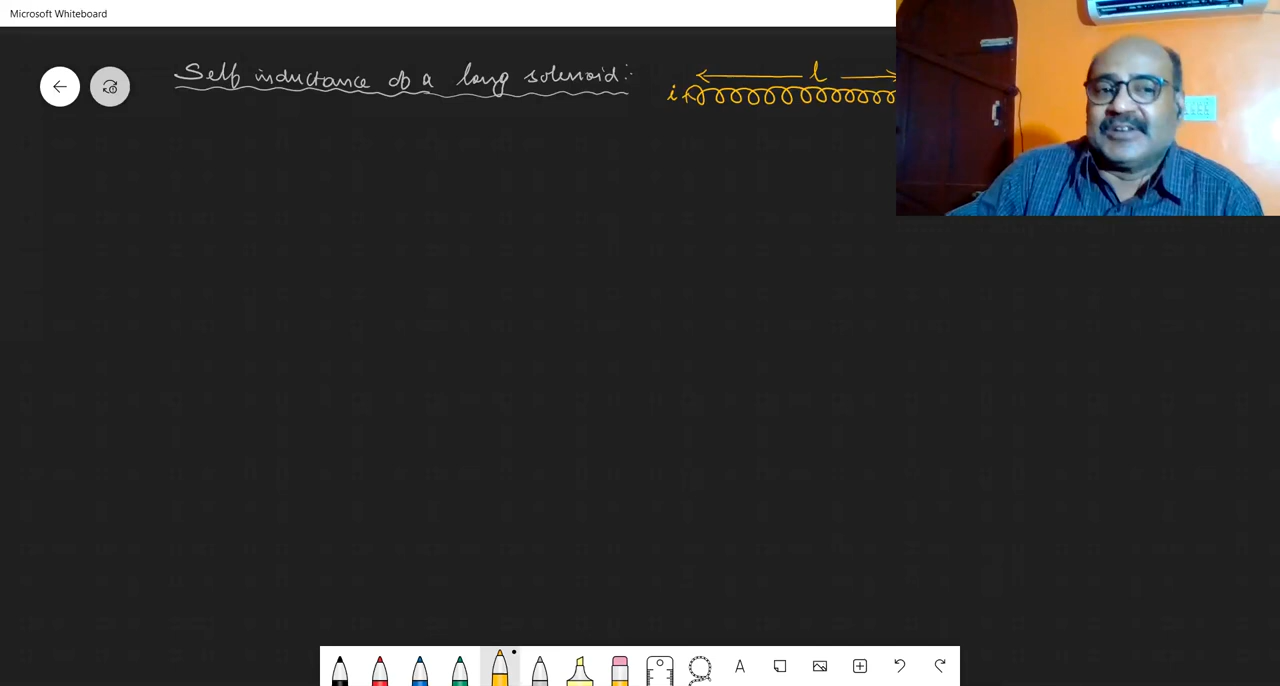 Microsoft Whiteboard
Self inductance of a long solenoid:
l
i
A